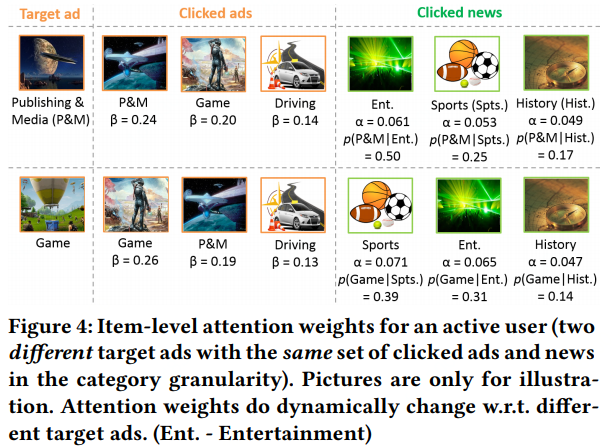 Target ad Clicked ads Clicked news
Publishing & Media (P&M)
P&M
β = 0.24
Game
β = 0.20
Driving
β = 0.14
Ent.
α = 0.061
p(P&M|Ent.)
= 0.50
Sports (Spts.)
α = 0.053
p(P&M|Spts.)
= 0.25
History (Hist.)
α = 0.049
p(P&M|Hist.)
= 0.17
Game
Game
β = 0.26
P&M
β = 0.19
Driving
β = 0.13
Sports
α = 0.071
p(Game|Spts.)
= 0.39
Ent.
α = 0.065
p(Game|Ent.)
= 0.31
History
α = 0.047
p(Game|Hist.)
= 0.14
Figure 4: Item-level attention weights for an active user (two
different target ads with the same set of clicked ads and news
in the category granularity). Pictures are only for illustra-
tion. Attention weights do dynamically change w.r.t. differ-
ent target ads. (Ent. - Entertainment)